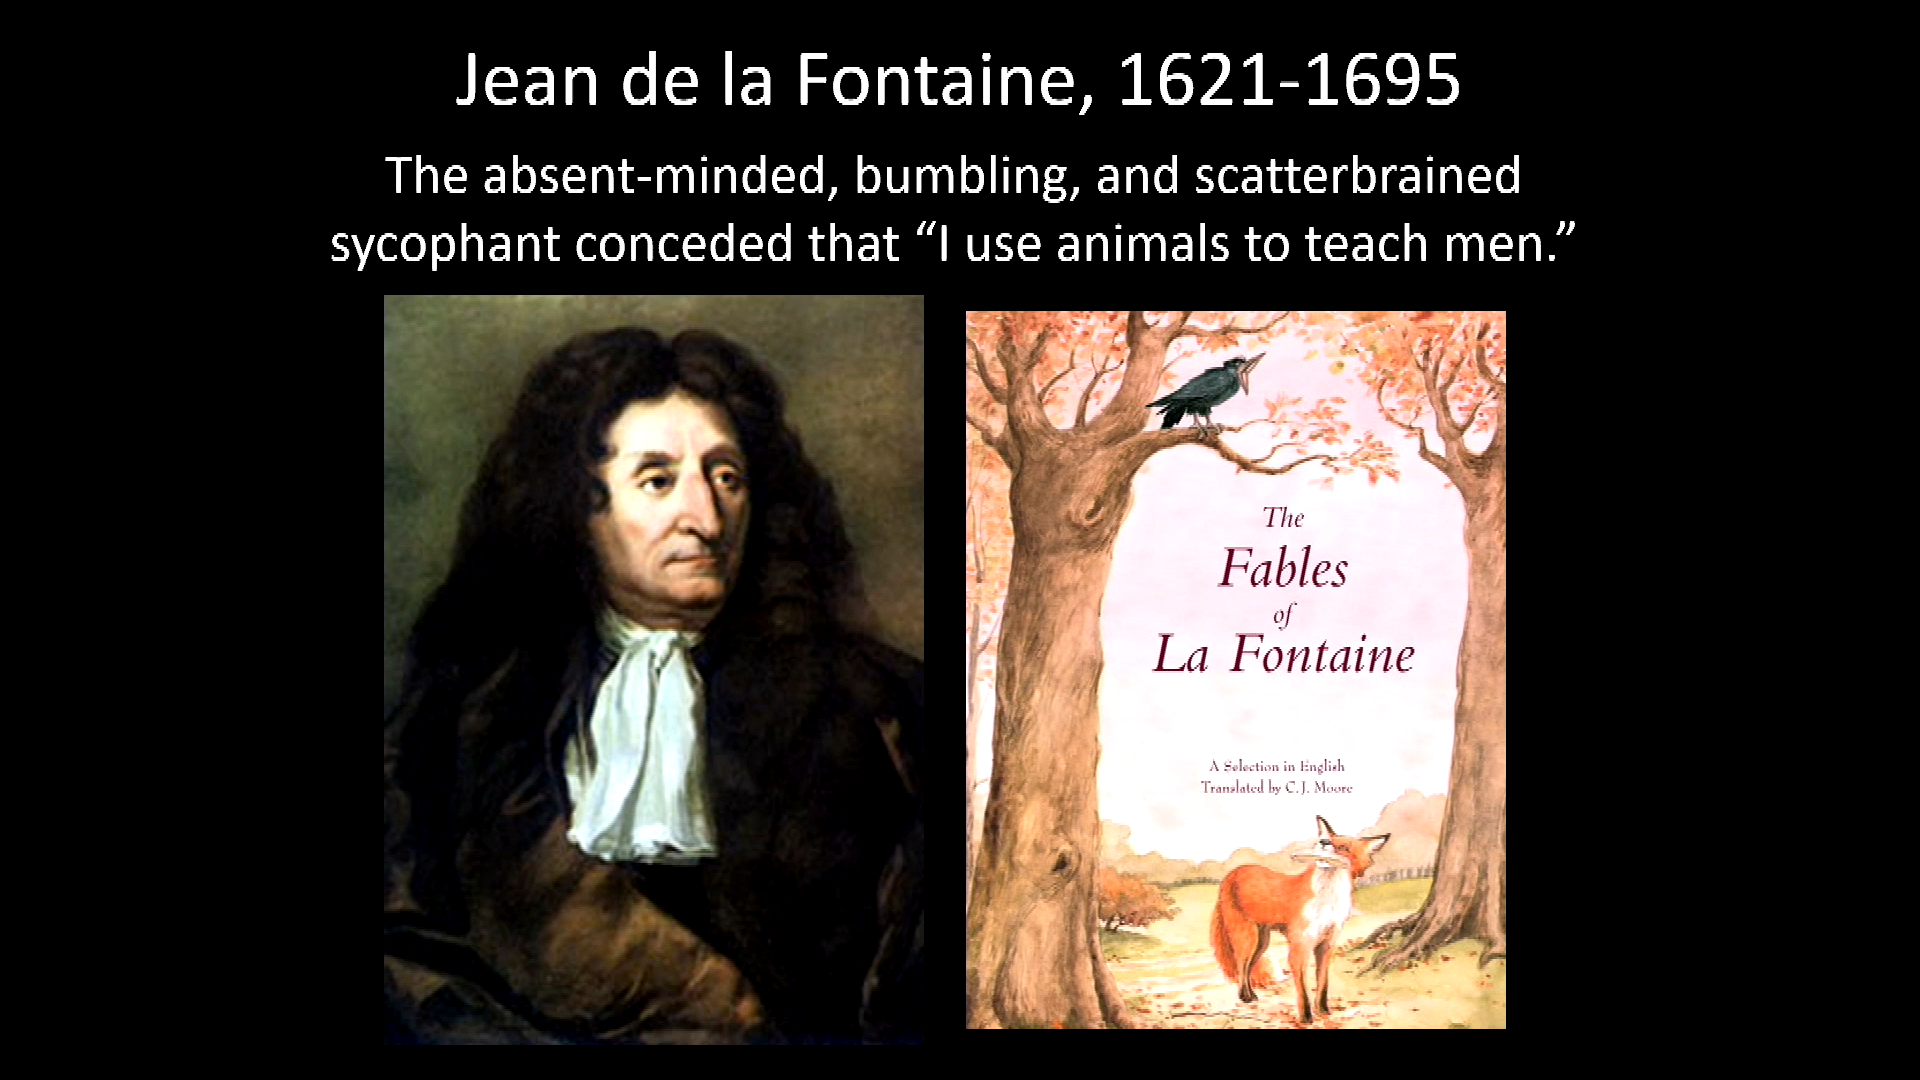 Jean de la Fontaine, 1621-1695
The absent-minded, bumbling, and scatterbrained
sycophant conceded that “I use animals to teach men.”
The
Fables
of
La Fontaine
A Selection in English
Translated by C. J. Moore